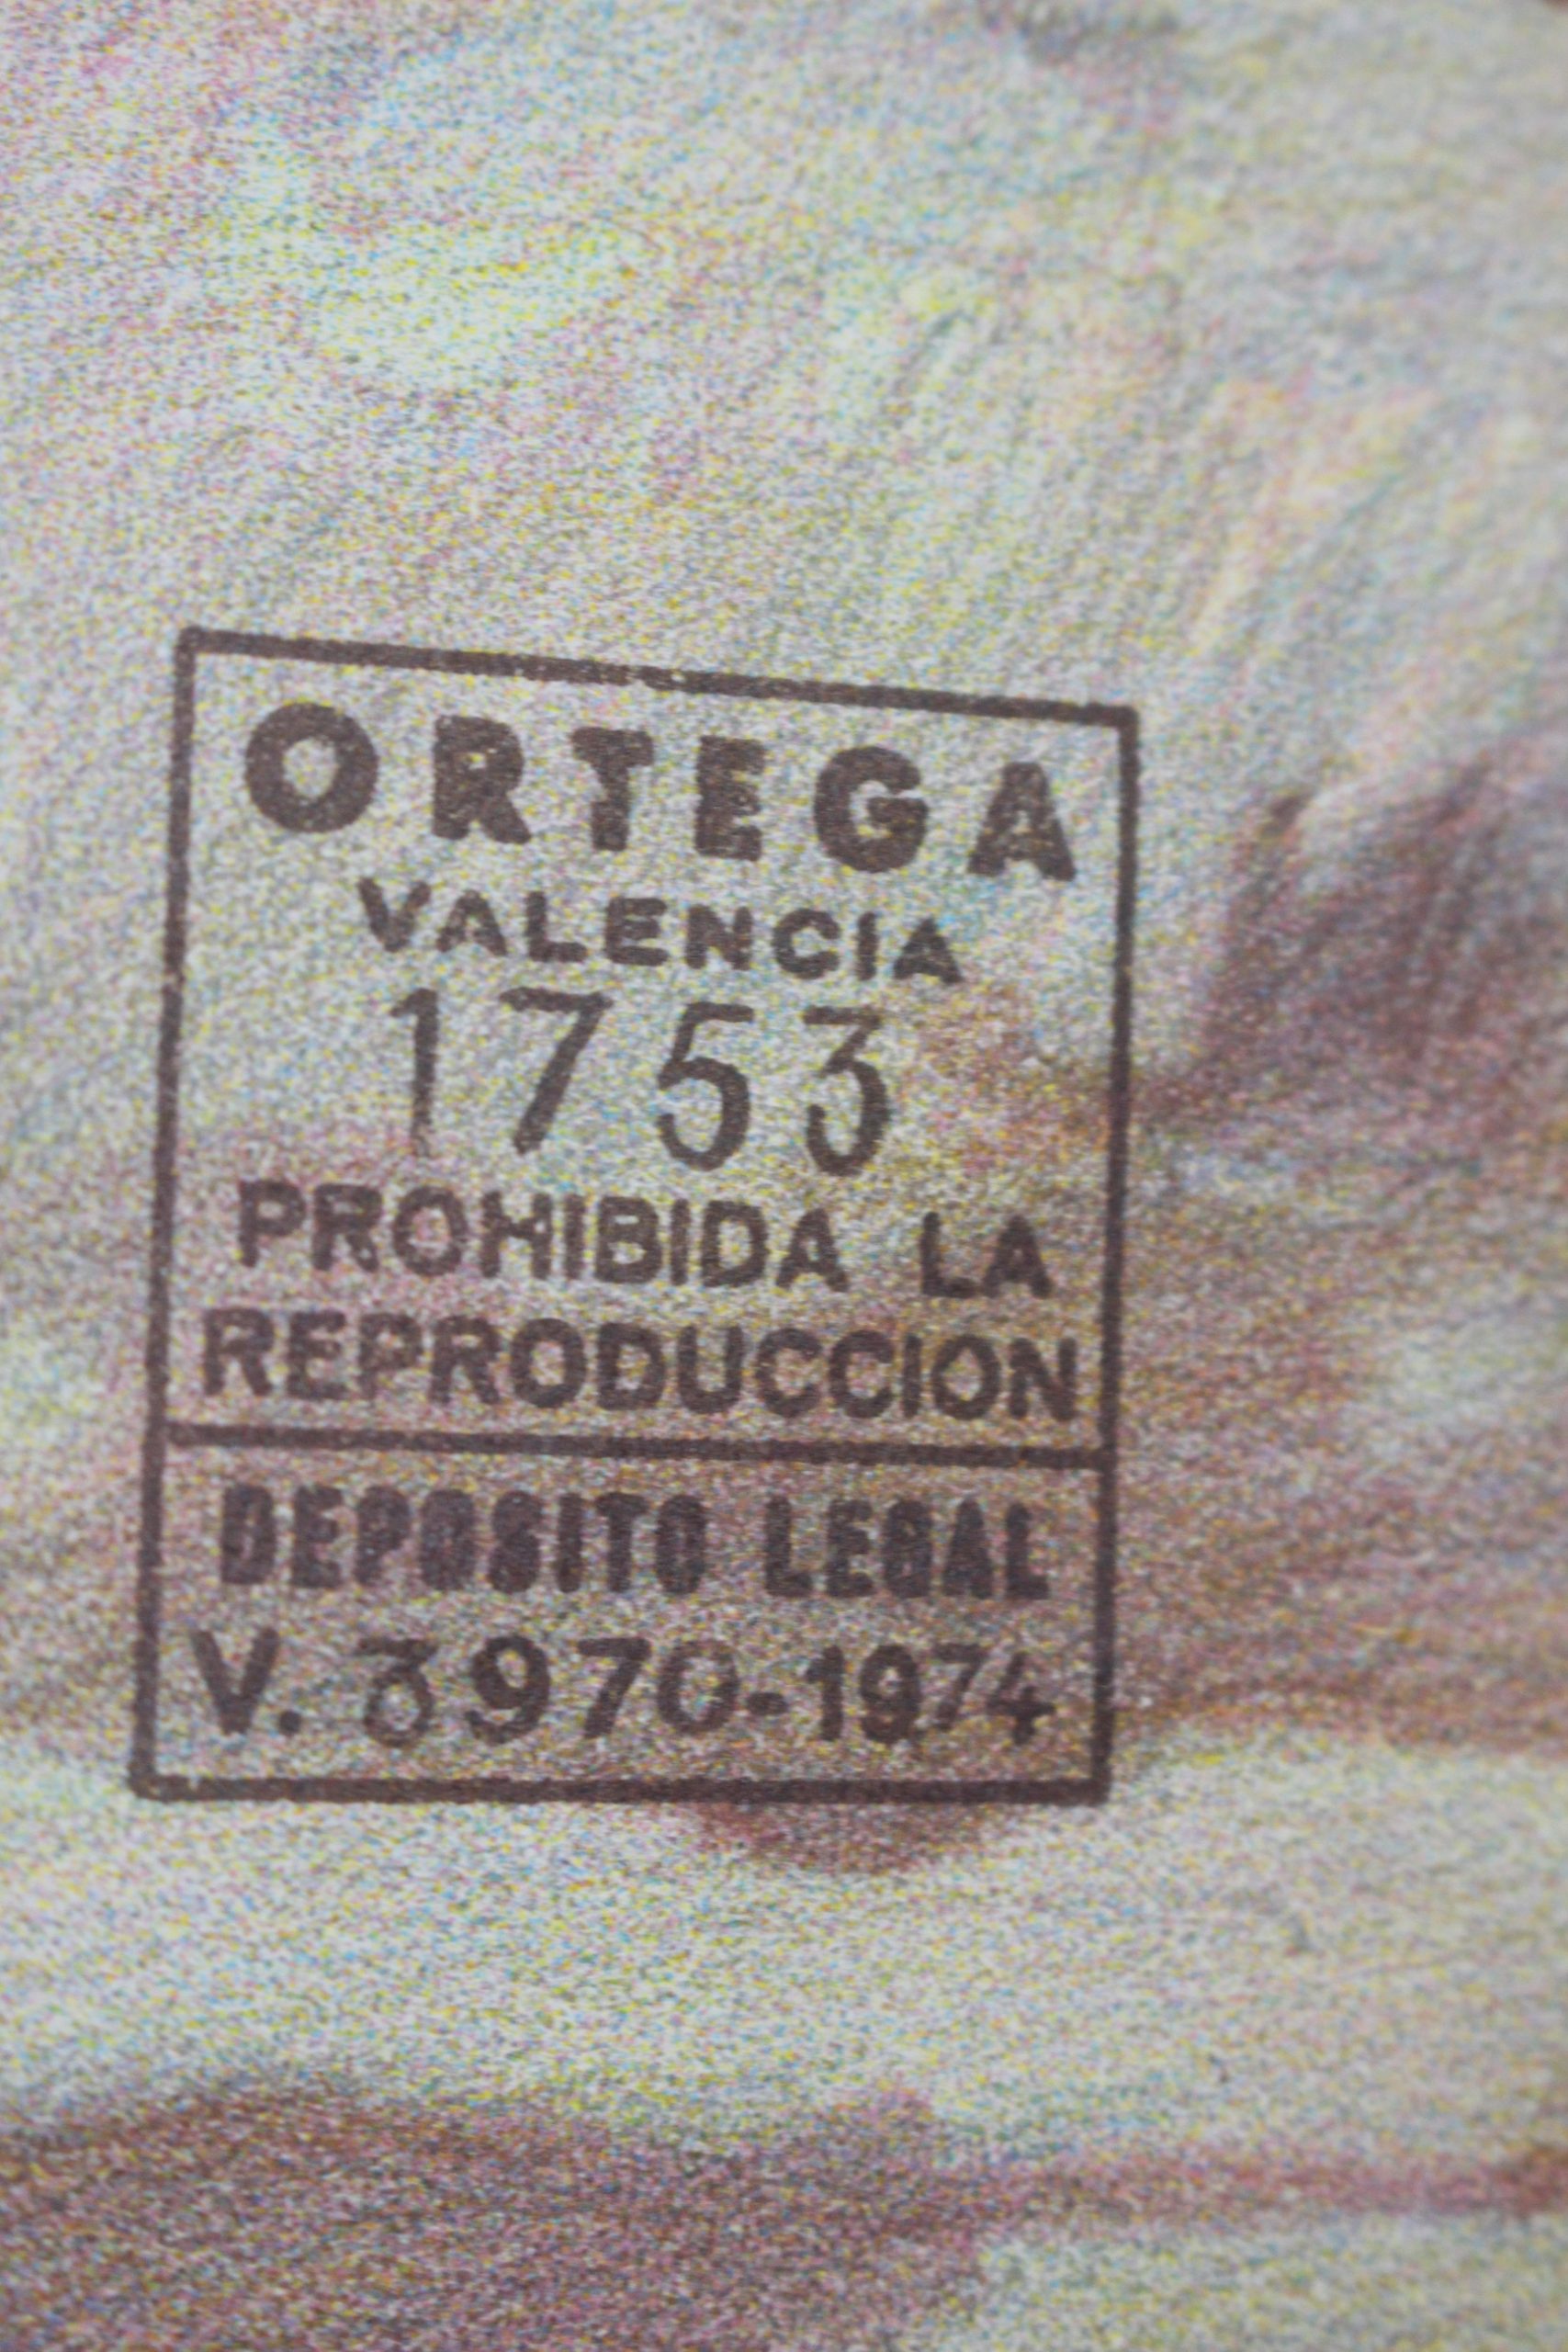 ORTEGA
VALENCIA
1753
PROHIBIDA LA
REPRODUCCION
DEPOSITO LEGAL
V. 3970-1974